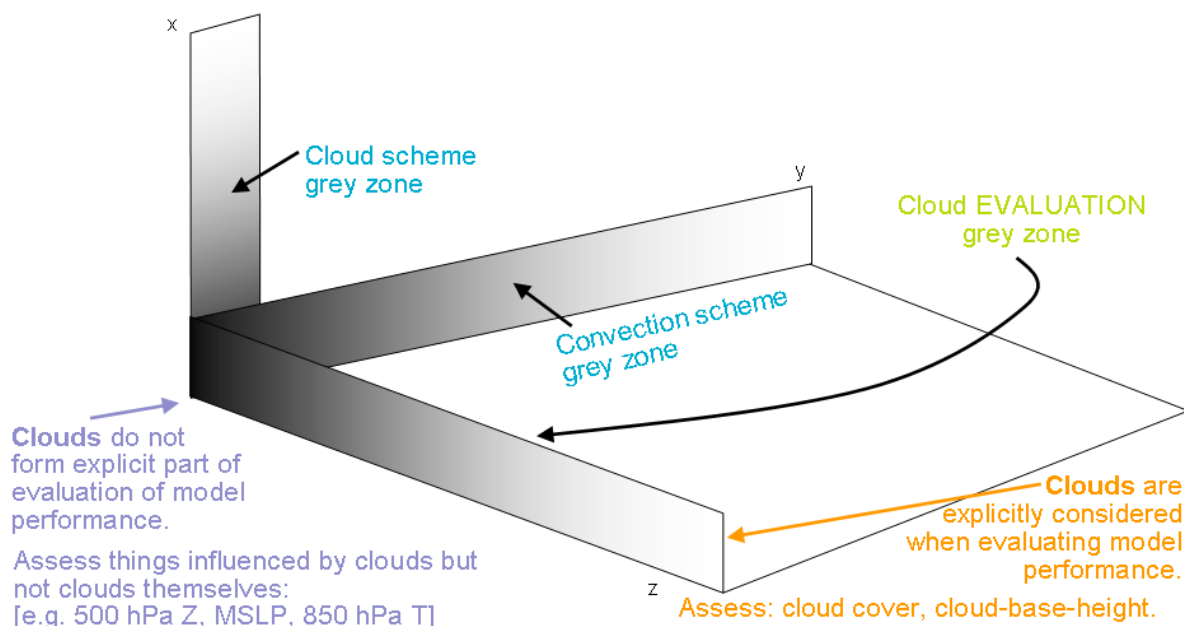 x
Cloud scheme
grey zone
y
Cloud EVALUATION
grey zone
Convection scheme
grey zone
Clouds do not
form explicit part of
evaluation of model
performance.
Assess things influenced by clouds but
not clouds themselves:
[e.g. 500 hPa Z, MSLP, 850 hPa T]
Clouds are
explicitly considered
when evaluating model
performance.
z
Assess: cloud cover, cloud-base-height.